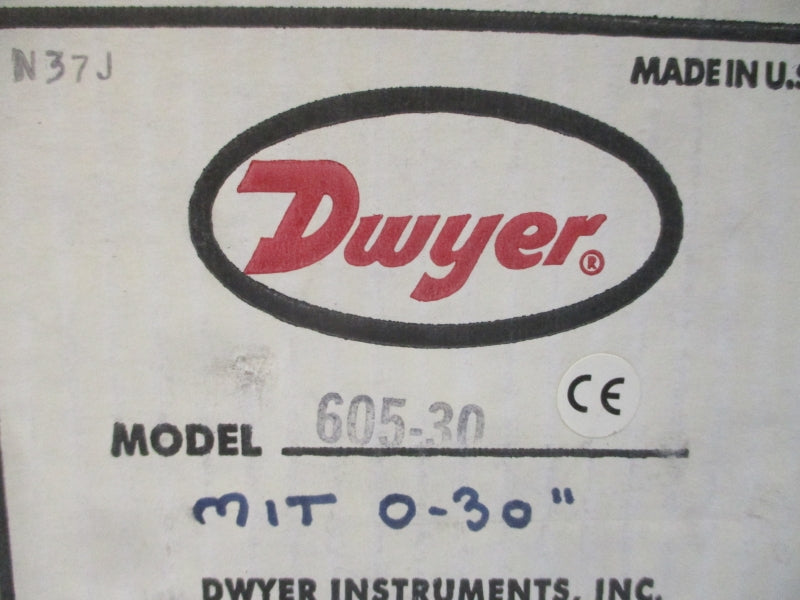 N37J
MADE IN U.S
Dwyer®
CE
MODEL 605-30
MIT 0-30"
DWYER INSTRUMENTS, INC.